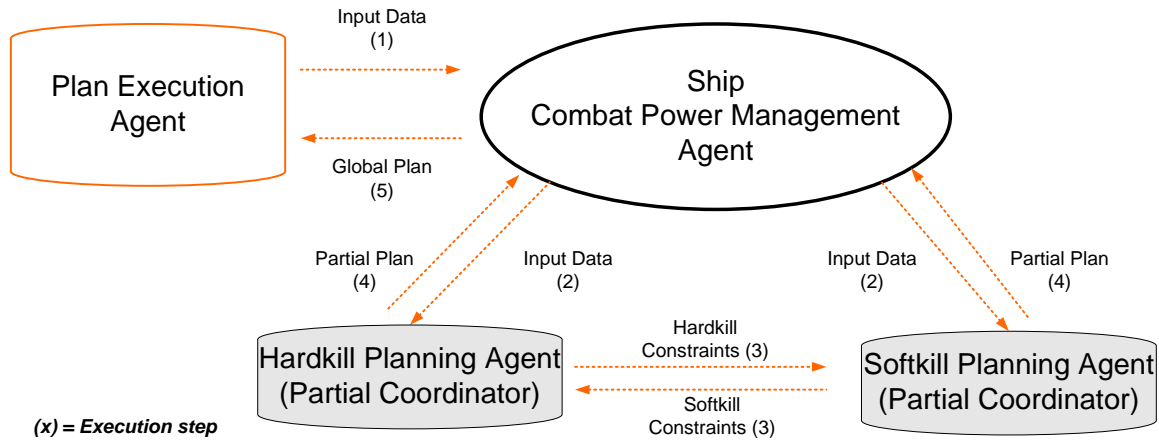 Input Data
(1)
Plan Execution
Agent
Ship
Combat Power Management
Agent
Global Plan
(5)
Partial Plan
(4)
Input Data
(2)
Input Data
(2)
Partial Plan
(4)
Hardkill Planning Agent
(Partial Coordinator)
Hardkill
Constraints (3)
Softkill
Constraints (3)
Softkill Planning Agent
(Partial Coordinator)
(x) = Execution step